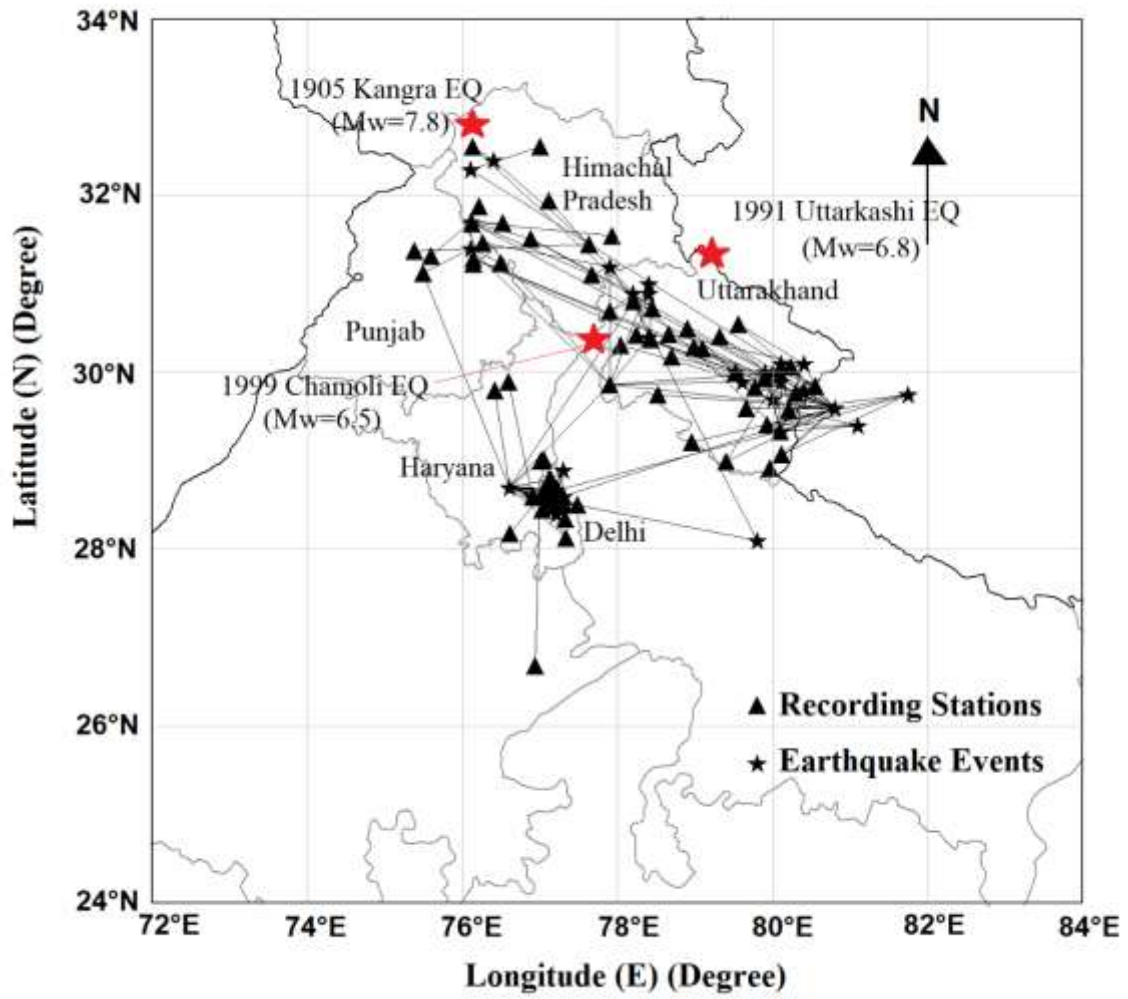 34°N
1905 Kangra EQ
(Mw=7.8)
N
Himachal
Pradesh
32°N
1991 Uttarkashi EQ
(Mw=6.8)
Uttarakhand
Punjab
30°N
1999 Chamoli EQ
(Mw=6.5)
Haryana
Delhi
28°N
Latitude (N) (Degree)
Recording Stations
26°N
Earthquake Events
24°N
72°E
74°E
76°E
78°E
80°E
82°E
84°E
Longitude (E) (Degree)